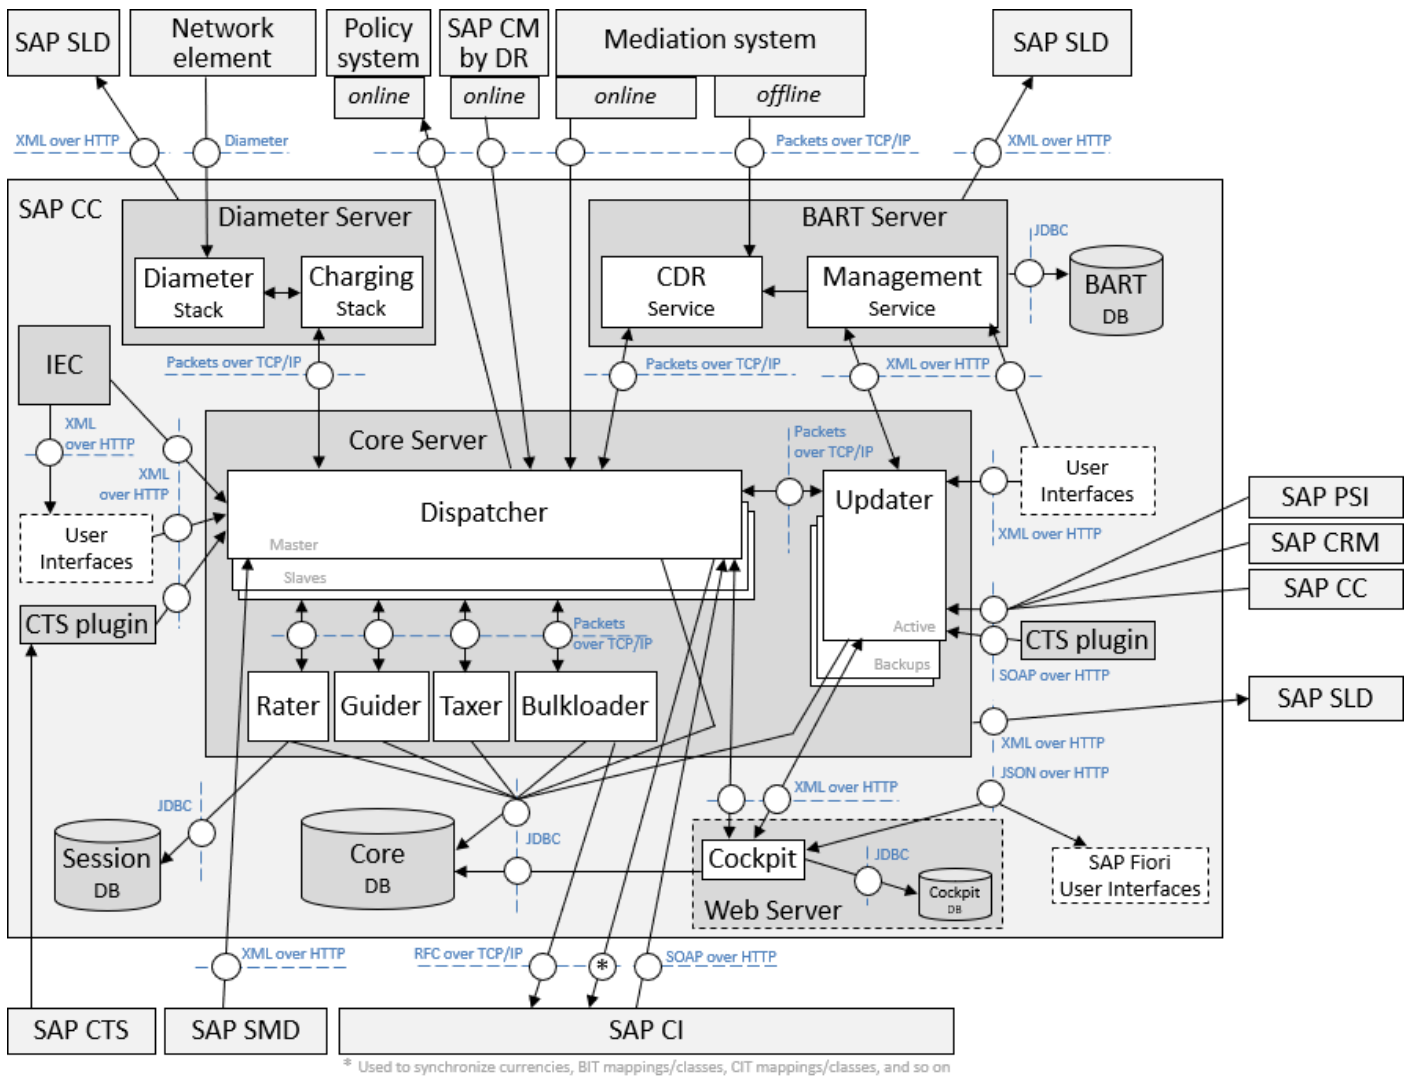 SAP SLD
Network
element
Policy
system
online
SAP CM
by DR
online
Mediation system
online
offline
SAP SLD
XML over HTTP
Diameter
Packets over TCP/IP
XML over HTTP
SAP CC
Diameter Server
BART Server
JDBC
Diameter
Stack
Charging
Stack
CDR
Service
Management
Service
BART
DB
IEC
Packets over TCP/IP
Packets over TCP/IP
XML over HTTP
XML
over HTTP
XML
over HTTP
Core Server
Packets
over TCP/IP
User
Interfaces
Dispatcher
Master
Slaves
Updater
Active
Backups
XML over HTTP
SAP PSI
SAP CRM
SAP CC
User
Interfaces
CTS plugin
Packets
over TCP/IP
CTS plugin
SOAP over HTTP
Rater
Guider
Taxer
Bulkloader
SAP SLD
XML over HTTP
JSON over HTTP
JDBC
XML over HTTP
Session
DB
Core
DB
JDBC
Cockpit
JDBC
Cockpit
DB
Web Server
SAP Fiori
User Interfaces
XML over HTTP
RFC over TCP/IP
*
SOAP over HTTP
SAP CTS
SAP SMD
SAP CI
* Used to synchronize currencies, BIT mappings/classes, CIT mappings/classes, and so on